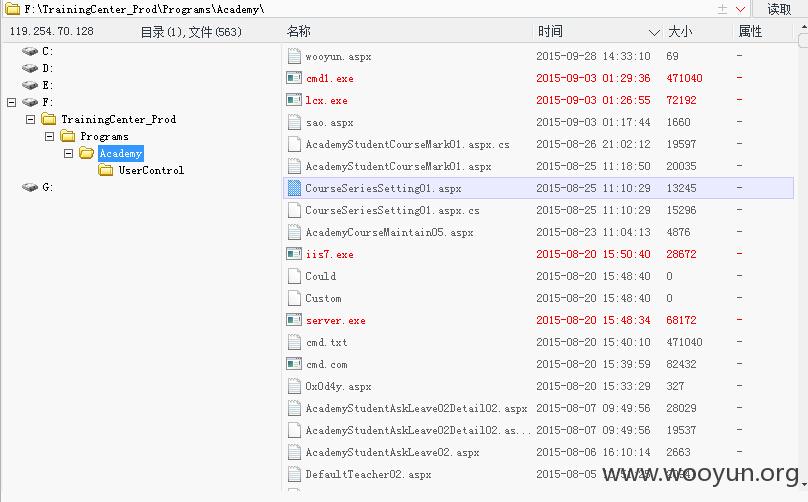 F:\TrainingCenter_Prod\Programs\Academy\ 读取
119.254.70.128 目录(1),文件(563) 名称 时间 大小 属性
C:
D:
E:
F:
TrainingCenter_Prod
Programs
Academy
UserControl
G:
wooyun.aspx 2015-09-28 14:33:10 69 -
cmd1.exe 2015-09-03 01:29:36 471040 -
lcx.exe 2015-09-03 01:26:55 72192 -
sao.aspx 2015-09-03 01:17:44 1660 -
AcademyStudentCourseMark01.aspx.cs 2015-08-26 21:02:12 19597 -
AcademyStudentCourseMark01.aspx 2015-08-25 11:18:50 20035 -
CourseSeriesSetting01.aspx 2015-08-25 11:10:29 13245 -
CourseSeriesSetting01.aspx.cs 2015-08-25 11:10:29 15296 -
AcademyCourseMaintain05.aspx 2015-08-23 11:04:13 4876 -
iis7.exe 2015-08-20 15:50:40 28672 -
Could 2015-08-20 15:48:40 0 -
Custom 2015-08-20 15:48:40 0 -
server.exe 2015-08-20 15:48:34 68172 -
cmd.txt 2015-08-20 15:40:10 471040 -
cmd.com 2015-08-20 15:39:59 82432 -
0x0d4y.aspx 2015-08-20 15:33:29 327 -
AcademyStudentAskLeave02Detail02.aspx 2015-08-07 09:49:56 28029 -
AcademyStudentAskLeave02Detail02.as... 2015-08-07 09:49:56 19537 -
AcademyStudentAskLeave02.aspx 2015-08-06 16:10:14 2663 -
DefaultTeacher02.aspx 2015-08-05 -
www.wooyun.org